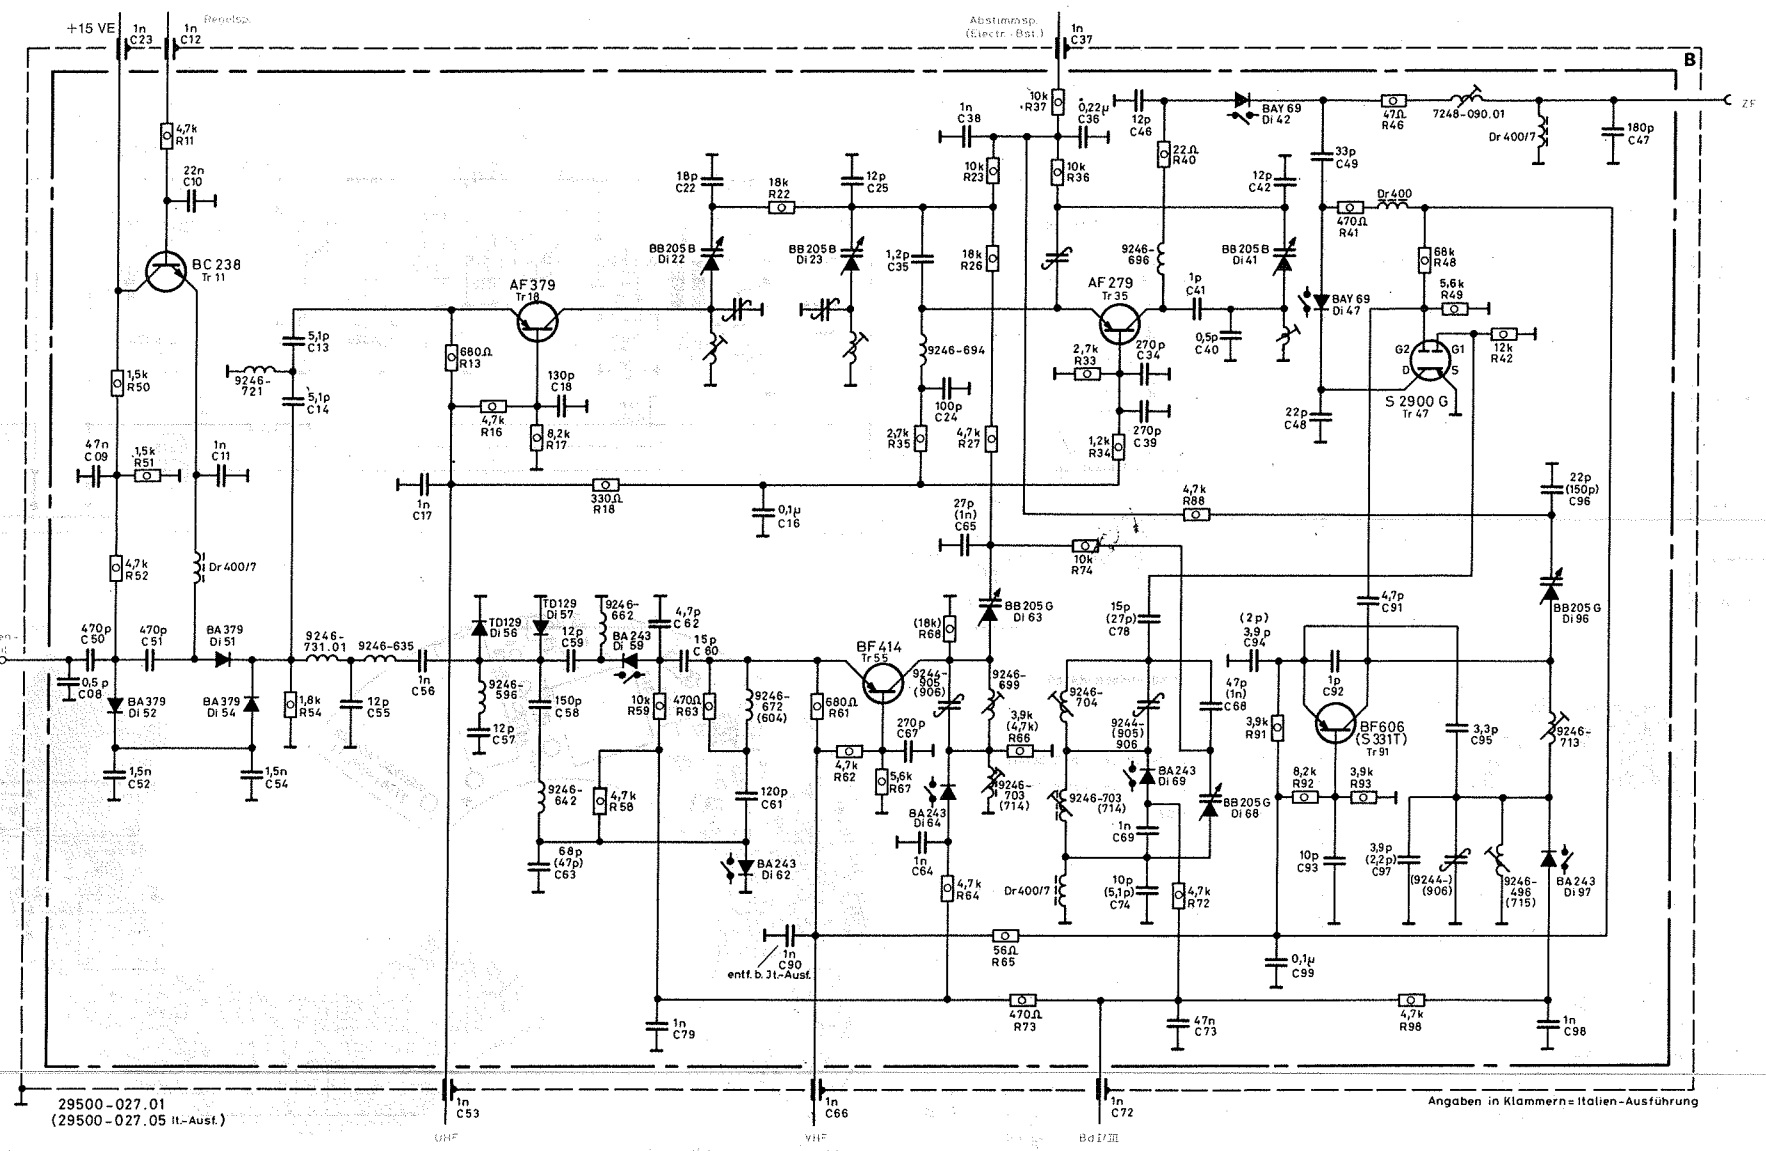 +15 VE
1n
C23
1n
C12
Regelsp.
Abstimmsp.
(Electr.-Bst.)
1n
C37
B
10k
R37
0,22µ
C36
1n
C38
12p
C46
BAY 69
Di 42
47Ω
R46
7248-090.01
ZF
Dr 400/7
180p
C47
4,7k
R11
22n
C10
18p
C22
18k
R22
12p
C25
10k
R23
10k
R36
22Ω
R40
12p
C42
33p
C49
Dr 400
470Ω
R41
BC 238
Tr 11
BB 205 B
Di 22
BB 205 B
Di 23
1,2p
C35
18k
R26
9246-
696
BB 205 B
Di 41
68k
R48
AF 379
Tr 18
AF 279
Tr 35
1p
C41
BAY 69
Di 47
5,6k
R49
5,1p
C13
680Ω
R13
9246-694
2,7k
R33
270p
C34
0,5p
C40
G2
G1
D
S
12k
R42
1,5k
R50
9246-
721
5,1p
C14
130p
C18
100p
C24
S 2900 G
Tr 47
4,7k
R16
8,2k
R17
2,7k
R35
4,7k
R27
270p
C39
1,2k
R34
22p
C48
47n
C09
1,5k
R51
1n
C11
1n
C17
330Ω
R18
0,1µ
C16
27p
(1n)
C65
4,7k
R88
22p
(150p)
C96
4,7k
R52
Dr 400/7
10k
R74
470p
C50
470p
C51
BA 379
Di 51
9246-
731.01
9246-635
TD129
Di 56
TD129
Di 57
9246-
662
12p
C59
BA 243
Di 59
4,7p
C 62
15p
C 60
BF 414
Tr 55
(18k)
R68
BB 205 G
Di 63
15p
(27p)
C78
(2p)
3,9p
C94
4,7p
C91
BB 205 G
Di 96
0,5p
C08
BA 379
Di 52
BA 379
Di 54
1,8k
R54
12p
C55
1n
C56
9246-
596
12p
C57
150p
C58
10k
R59
470Ω
R63
9246-
672
(604)
680Ω
R61
9244-
905
(906)
9246-
699
9246-
704
9244-
(905)
906
47p
(1n)
C68
1p
C92
3,9k
R91
BF 606
(S 331T)
Tr 91
3,3p
C95
9246-
713
1,5n
C52
1,5n
C54
9246-
642
4,7k
R58
120p
C61
4,7k
R62
270p
C67
5,6k
R67
3,9k
(4,7k)
R66
9246-
703
(714)
BA243
Di 64
9246-703
(714)
BA243
Di 69
1n
C69
BB 205 G
Di 68
8,2k
R92
3,9k
R93
68p
(47p)
C63
BA 243
Di 62
1n
C64
4,7k
R64
Dr 400/7
10p
(5,1p)
C74
4,7k
R72
10p
C93
3,9p
(2,2p)
C97
(9244-)
(906)
9246-
496
(715)
BA 243
Di 97
1n
C90
entf. b. Jt.-Ausf.
56Ω
R65
0,1µ
C99
1n
C79
470Ω
R73
47n
C73
4,7k
R98
1n
C98
1n
C53
1n
C66
1n
C72
29500-027.01
(29500-027.05 It.-Ausf.)
Angaben in Klammern = Italien-Ausführung
UHF
VHF
Bd I/III